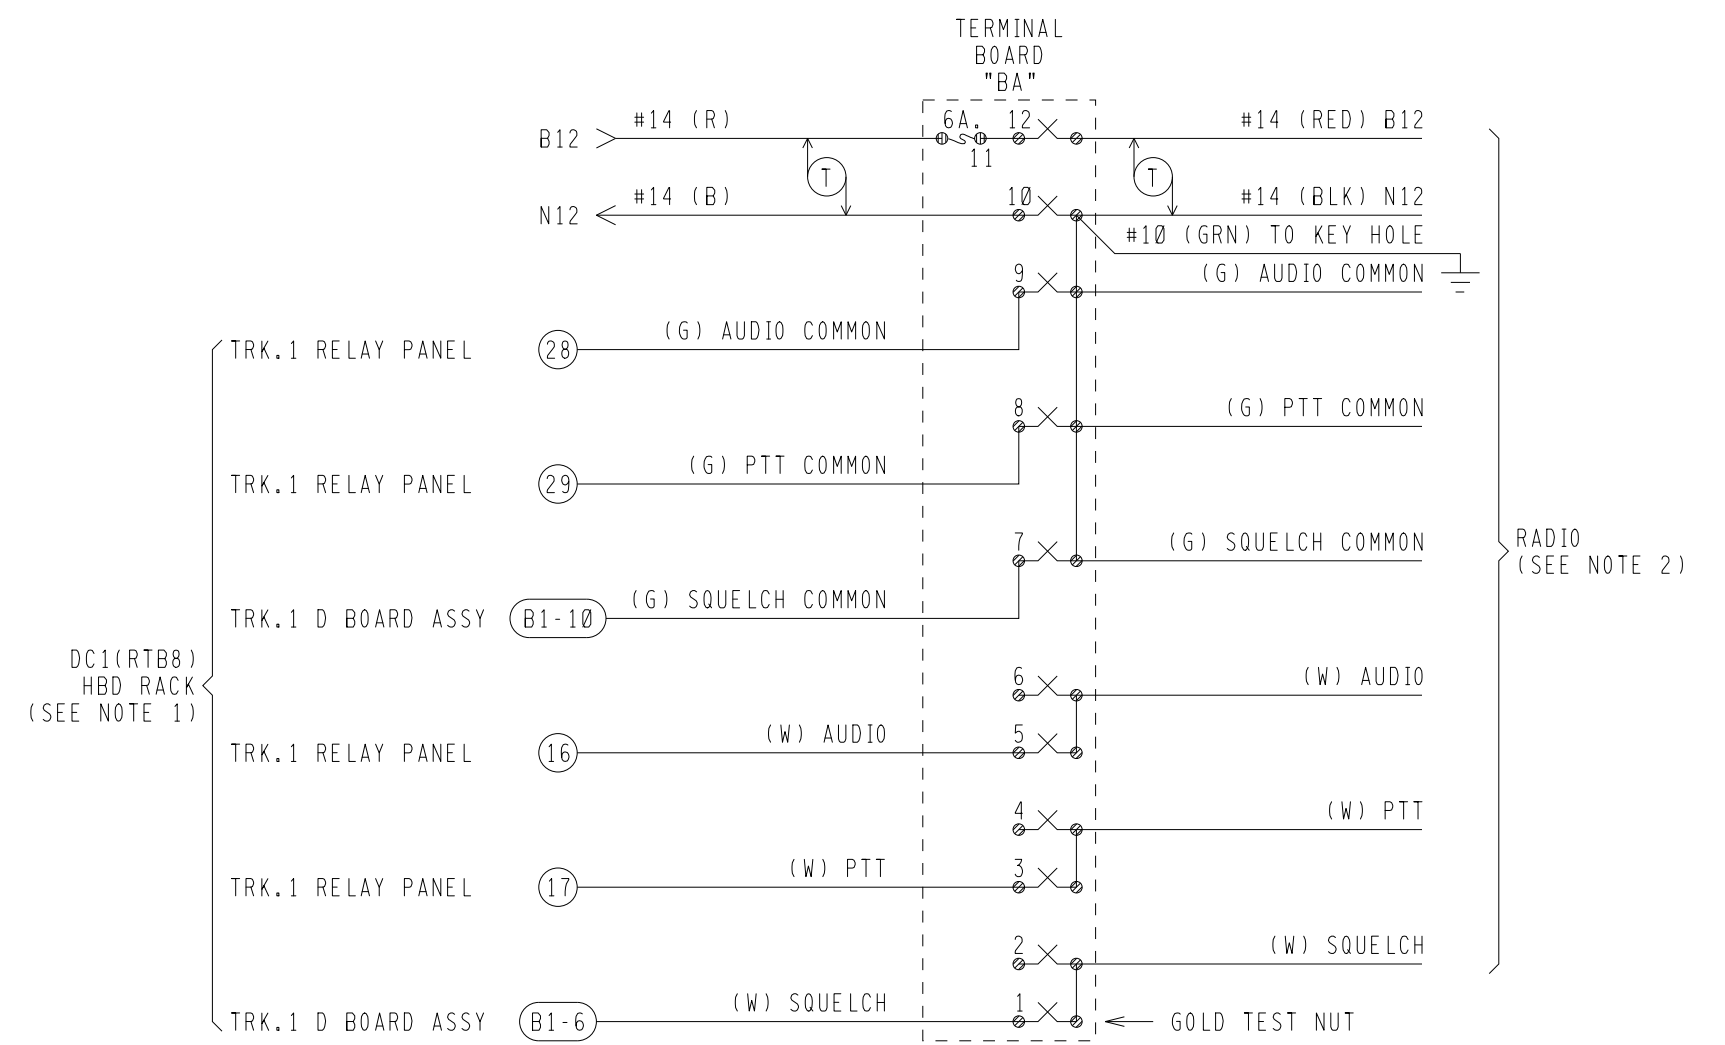 TERMINAL
BOARD
"BA"
B12
#14 (R)
6A.
11
12
#14 (RED) B12
T
T
N12
#14 (B)
10
#14 (BLK) N12
#10 (GRN) TO KEY HOLE
9
(G) AUDIO COMMON
TRK.1 RELAY PANEL
28
(G) AUDIO COMMON
8
(G) PTT COMMON
TRK.1 RELAY PANEL
29
(G) PTT COMMON
7
(G) SQUELCH COMMON
RADIO
(SEE NOTE 2)
TRK.1 D BOARD ASSY
B1-10
(G) SQUELCH COMMON
DC1(RTB8)
HBD RACK
(SEE NOTE 1)
6
(W) AUDIO
TRK.1 RELAY PANEL
16
(W) AUDIO
5
4
(W) PTT
TRK.1 RELAY PANEL
17
(W) PTT
3
2
(W) SQUELCH
TRK.1 D BOARD ASSY
B1-6
(W) SQUELCH
1
GOLD TEST NUT